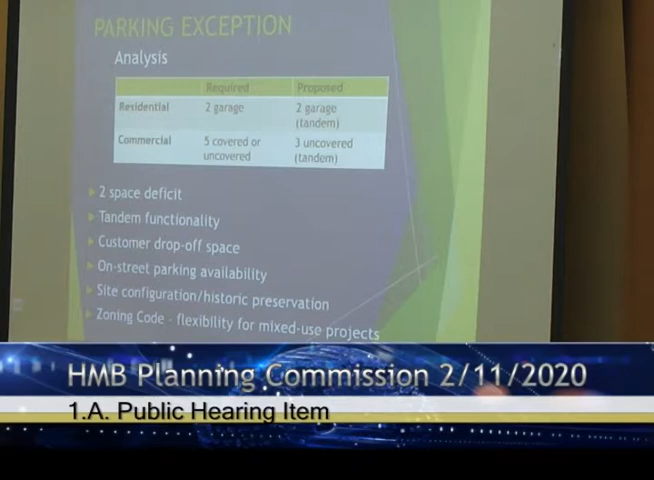 PARKING EXCEPTION
Analysis
Required Proposed
Residential 2 garage 2 garage
(tandem)
Commercial 5 covered or 3 uncovered
uncovered (tandem)
2 space deficit
Tandem functionality
Customer drop-off space
On-street parking availability
Site configuration/historic preservation
Zoning Code - flexibility for mixed-use projects
HMB Planning Commission 2/11/2020
1.A. Public Hearing Item